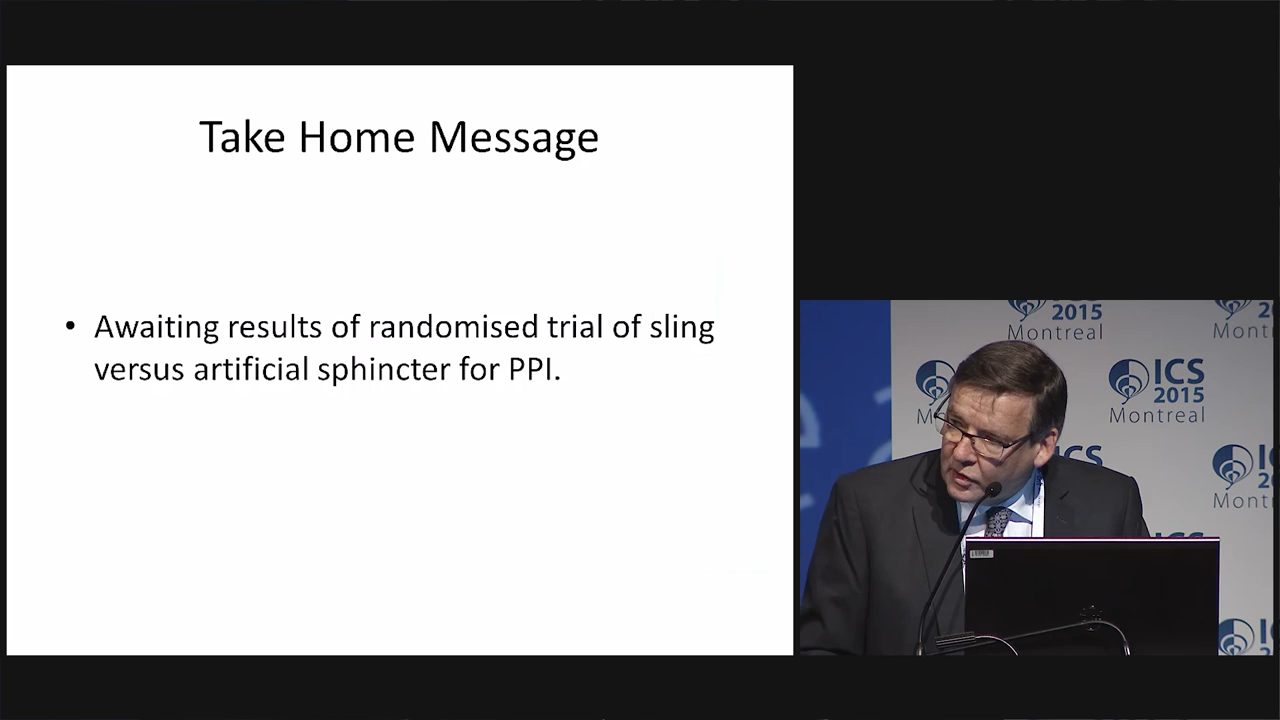 Take Home Message
• Awaiting results of randomised trial of sling
versus artificial sphincter for PPI.
2015
Montreal
ICS
2015
Montreal